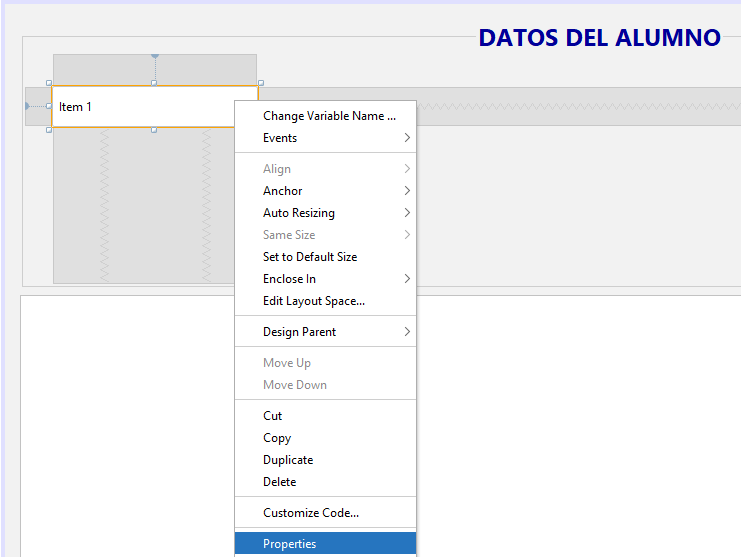 DATOS DEL ALUMNO
Item 1
Change Variable Name ...
Events
Align
Anchor
Auto Resizing
Same Size
Set to Default Size
Enclose In
Edit Layout Space...
Design Parent
Move Up
Move Down
Cut
Copy
Duplicate
Delete
Customize Code...
Properties